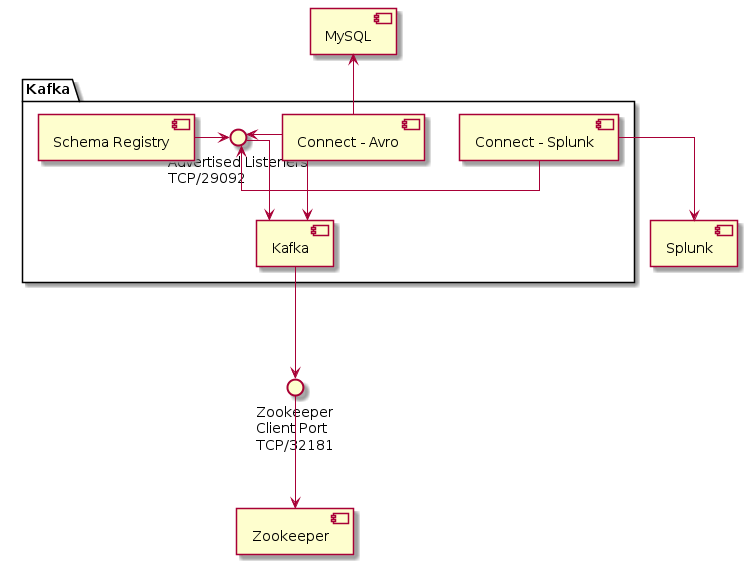 MySQL
Kafka
Schema Registry
Connect - Avro
Connect - Splunk
Advertised Listeners
TCP/29092
Kafka
Splunk
Zookeeper
Client Port
TCP/32181
Zookeeper